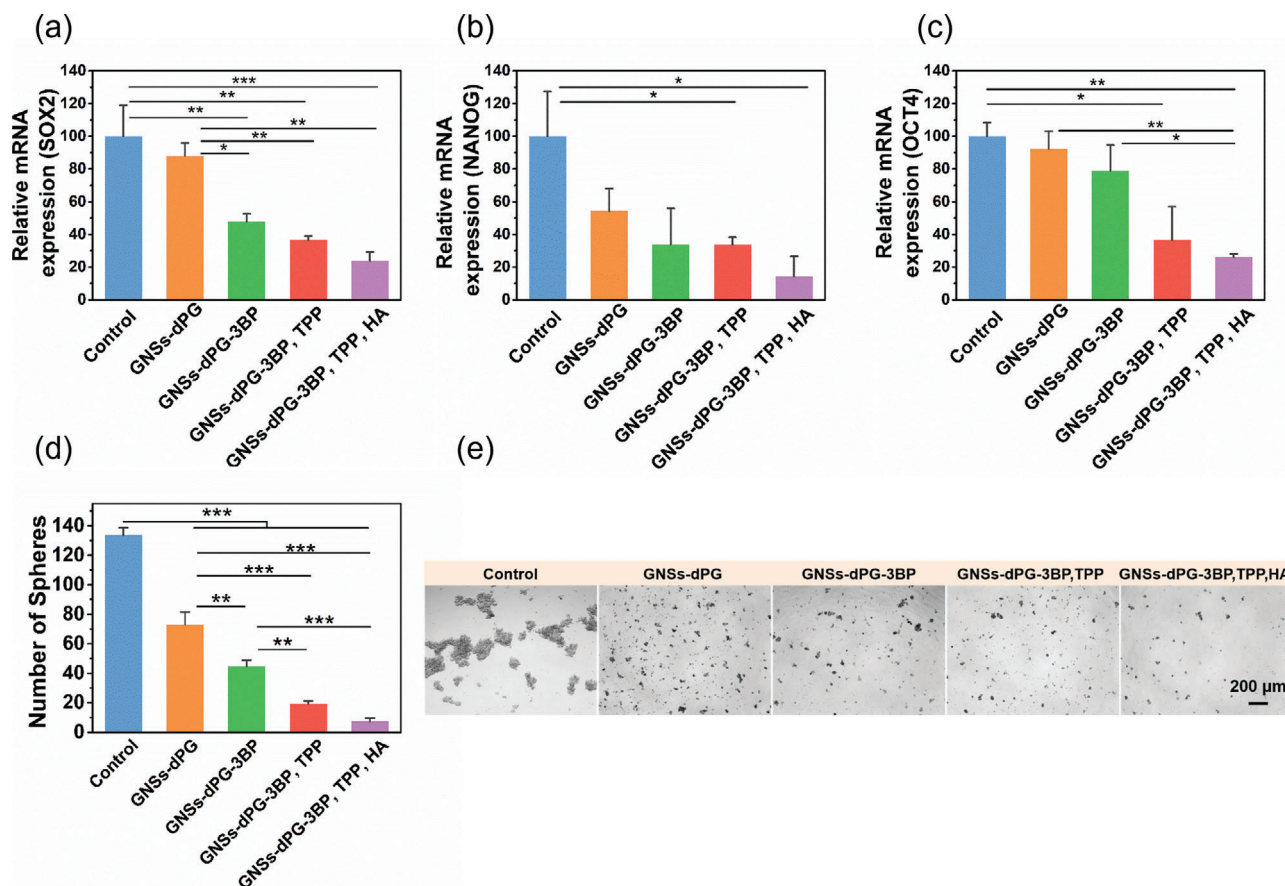 (a)
Relative mRNA
expression (SOX2)
140
120
100
80
60
40
20
0
***
**
**
**
**
*
Control
GNSs-dPG
GNSs-dPG-3BP
GNSs-dPG-3BP, TPP
GNSs-dPG-3BP, TPP, HA
(b)
Relative mRNA
expression (NANOG)
140
120
100
80
60
40
20
0
*
*
Control
GNSs-dPG
GNSs-dPG-3BP
GNSs-dPG-3BP, TPP
GNSs-dPG-3BP, TPP, HA
(c)
Relative mRNA
expression (OCT4)
140
120
100
80
60
40
20
0
**
*
**
*
Control
GNSs-dPG
GNSs-dPG-3BP
GNSs-dPG-3BP, TPP
GNSs-dPG-3BP, TPP, HA
(d)
Number of Spheres
140
120
100
80
60
40
20
0
***
***
***
**
***
**
Control
GNSs-dPG
GNSs-dPG-3BP
GNSs-dPG-3BP, TPP
GNSs-dPG-3BP, TPP, HA
(e)
Control GNSs-dPG GNSs-dPG-3BP GNSs-dPG-3BP,TPP GNSs-dPG-3BP,TPP,HA
200 µm